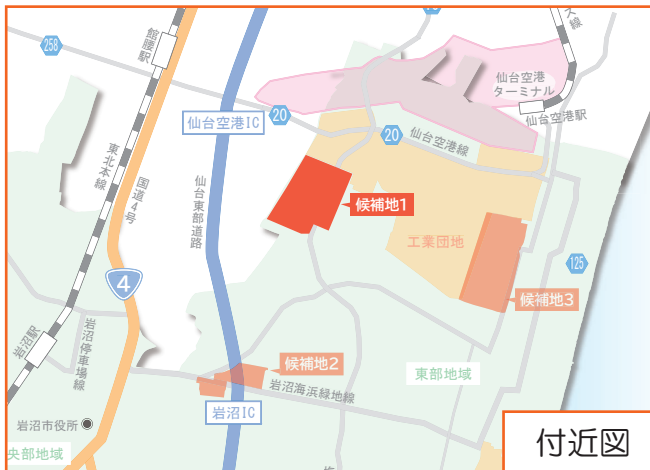 258
館腰駅
仙台空港
ターミナル
仙台空港駅
ス線
20
仙台空港IC
20
仙台空港線
東北本線
国道4号
仙台東部道路
候補地1
工業団地
125
4
候補地3
岩沼駅
岩沼停車場線
候補地2
東部地域
岩沼海浜緑地線
岩沼IC
岩沼市役所
央部地域
付近図